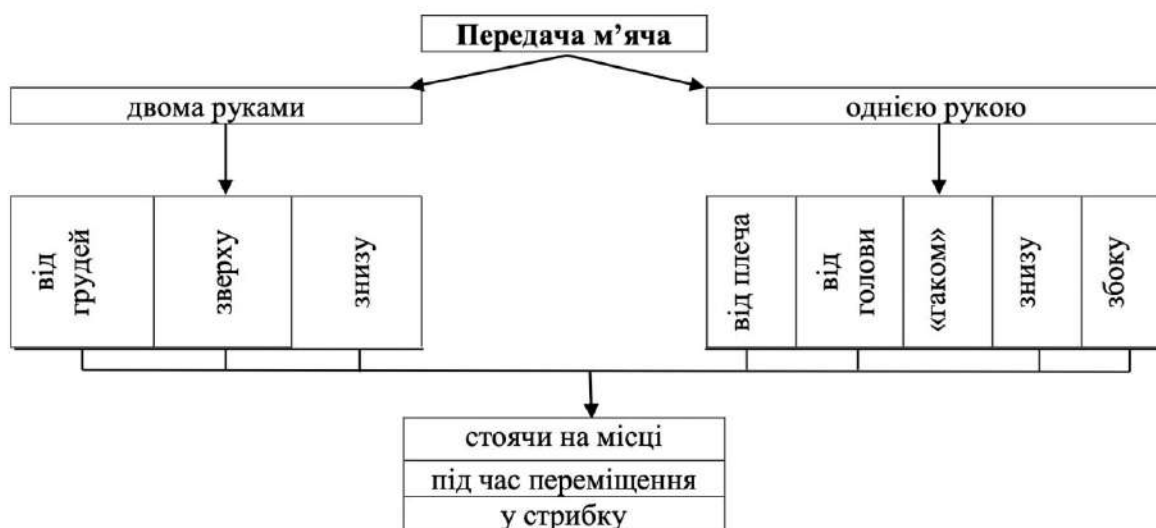 Передача м’яча
двома руками
однією рукою
від
грудей
зверху
знизу
від плеча
від
голови
«гаком»
знизу
збоку
стоячи на місці
під час переміщення
у стрибку